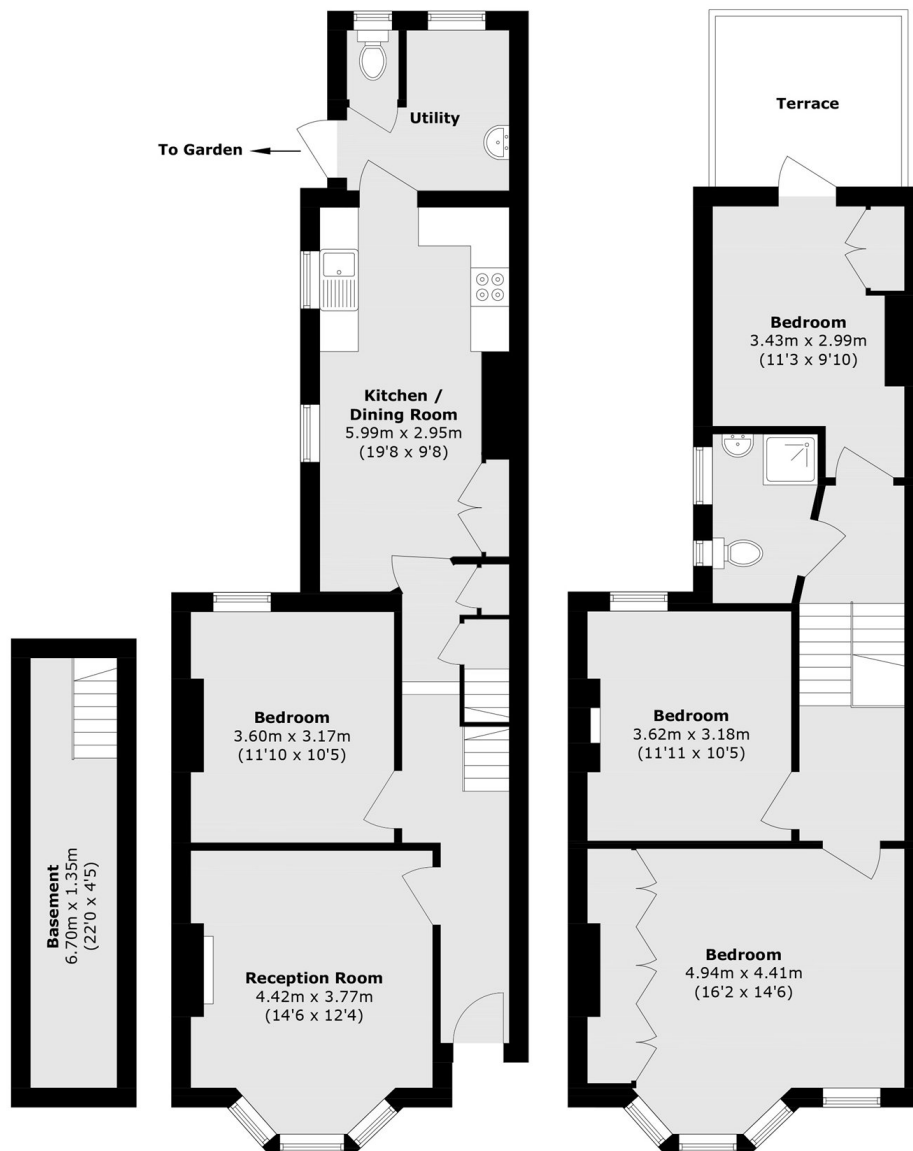 Utility
To Garden
Kitchen /
Dining Room
5.99m x 2.95m
(19'8 x 9'8)
Bedroom
3.60m x 3.17m
(11'10 x 10'5)
Reception Room
4.42m x 3.77m
(14'6 x 12'4)
Basement
6.70m x 1.35m
(22'0 x 4'5)
Terrace
Bedroom
3.43m x 2.99m
(11'3 x 9'10)
Bedroom
3.62m x 3.18m
(11'11 x 10'5)
Bedroom
4.94m x 4.41m
(16'2 x 14'6)